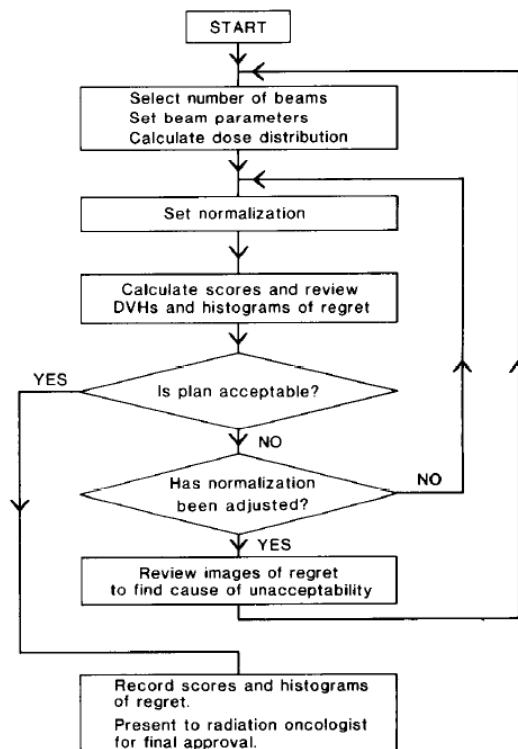 START
Select number of beams
Set beam parameters
Calculate dose distribution
Set normalization
Calculate scores and review
DVHs and histograms of regret
YES
Is plan acceptable?
NO
Has normalization
been adjusted?
NO
YES
Review images of regret
to find cause of unacceptability
Record scores and histograms
of regret.
Present to radiation oncologist
for final approval.